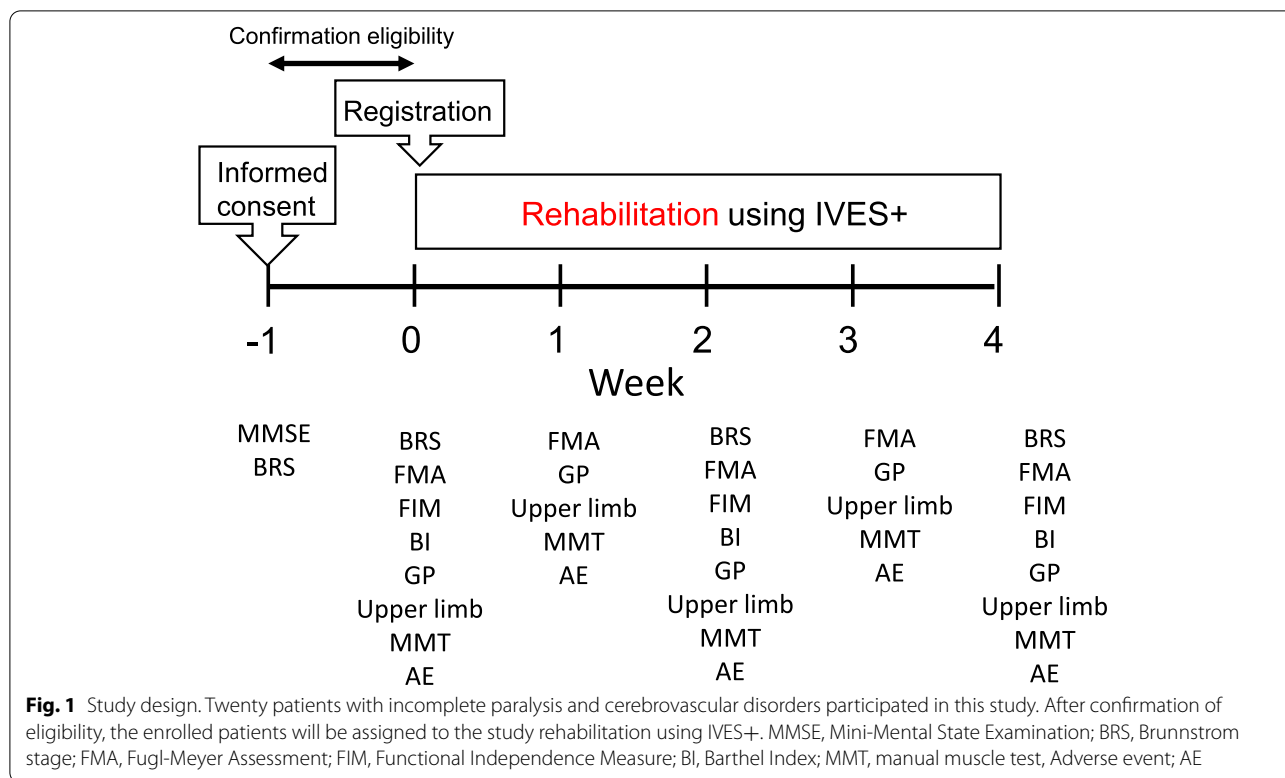 Confirmation eligibility
Registration
Informed
consent
Rehabilitation using IVES+
-1 0 1 2 3 4
Week
MMSE
BRS
BRS
FMA
FIM
BI
GP
Upper limb
MMT
AE
FMA
GP
Upper limb
MMT
AE
BRS
FMA
FIM
BI
GP
Upper limb
MMT
AE
FMA
GP
Upper limb
MMT
AE
BRS
FMA
FIM
BI
GP
Upper limb
MMT
AE
Fig. 1 Study design. Twenty patients with incomplete paralysis and cerebrovascular disorders participated in this study. After confirmation of
eligibility, the enrolled patients will be assigned to the study rehabilitation using IVES+. MMSE, Mini-Mental State Examination; BRS, Brunnstrom
stage; FMA, Fugl-Meyer Assessment; FIM, Functional Independence Measure; BI, Barthel Index; MMT, manual muscle test, Adverse event; AE